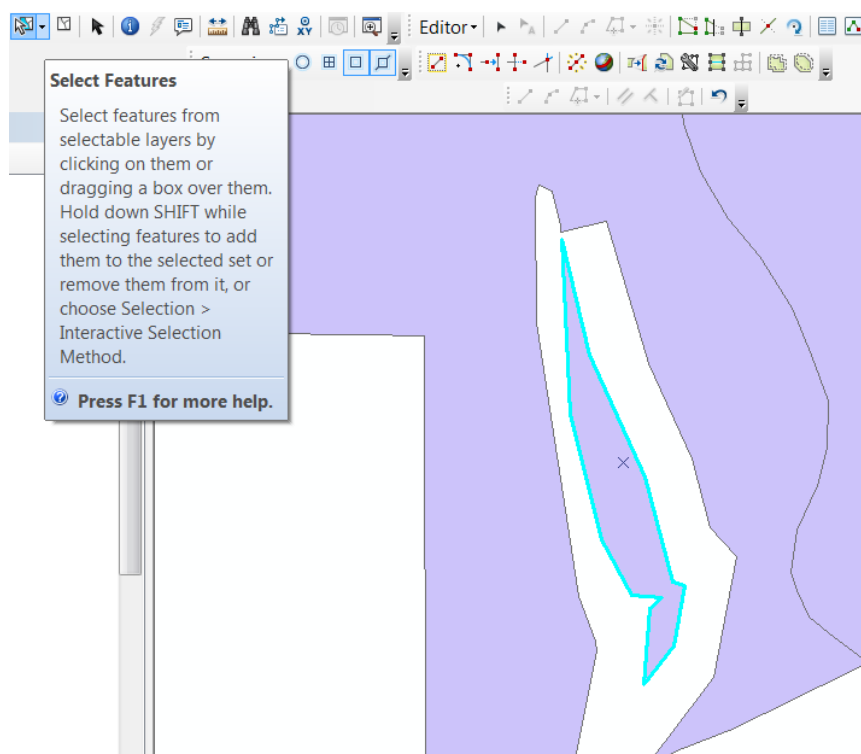 XY
Editor
Select Features
Select features from
selectable layers by
clicking on them or
dragging a box over them.
Hold down SHIFT while
selecting features to add
them to the selected set or
remove them from it, or
choose Selection >
Interactive Selection
Method.
Press F1 for more help.